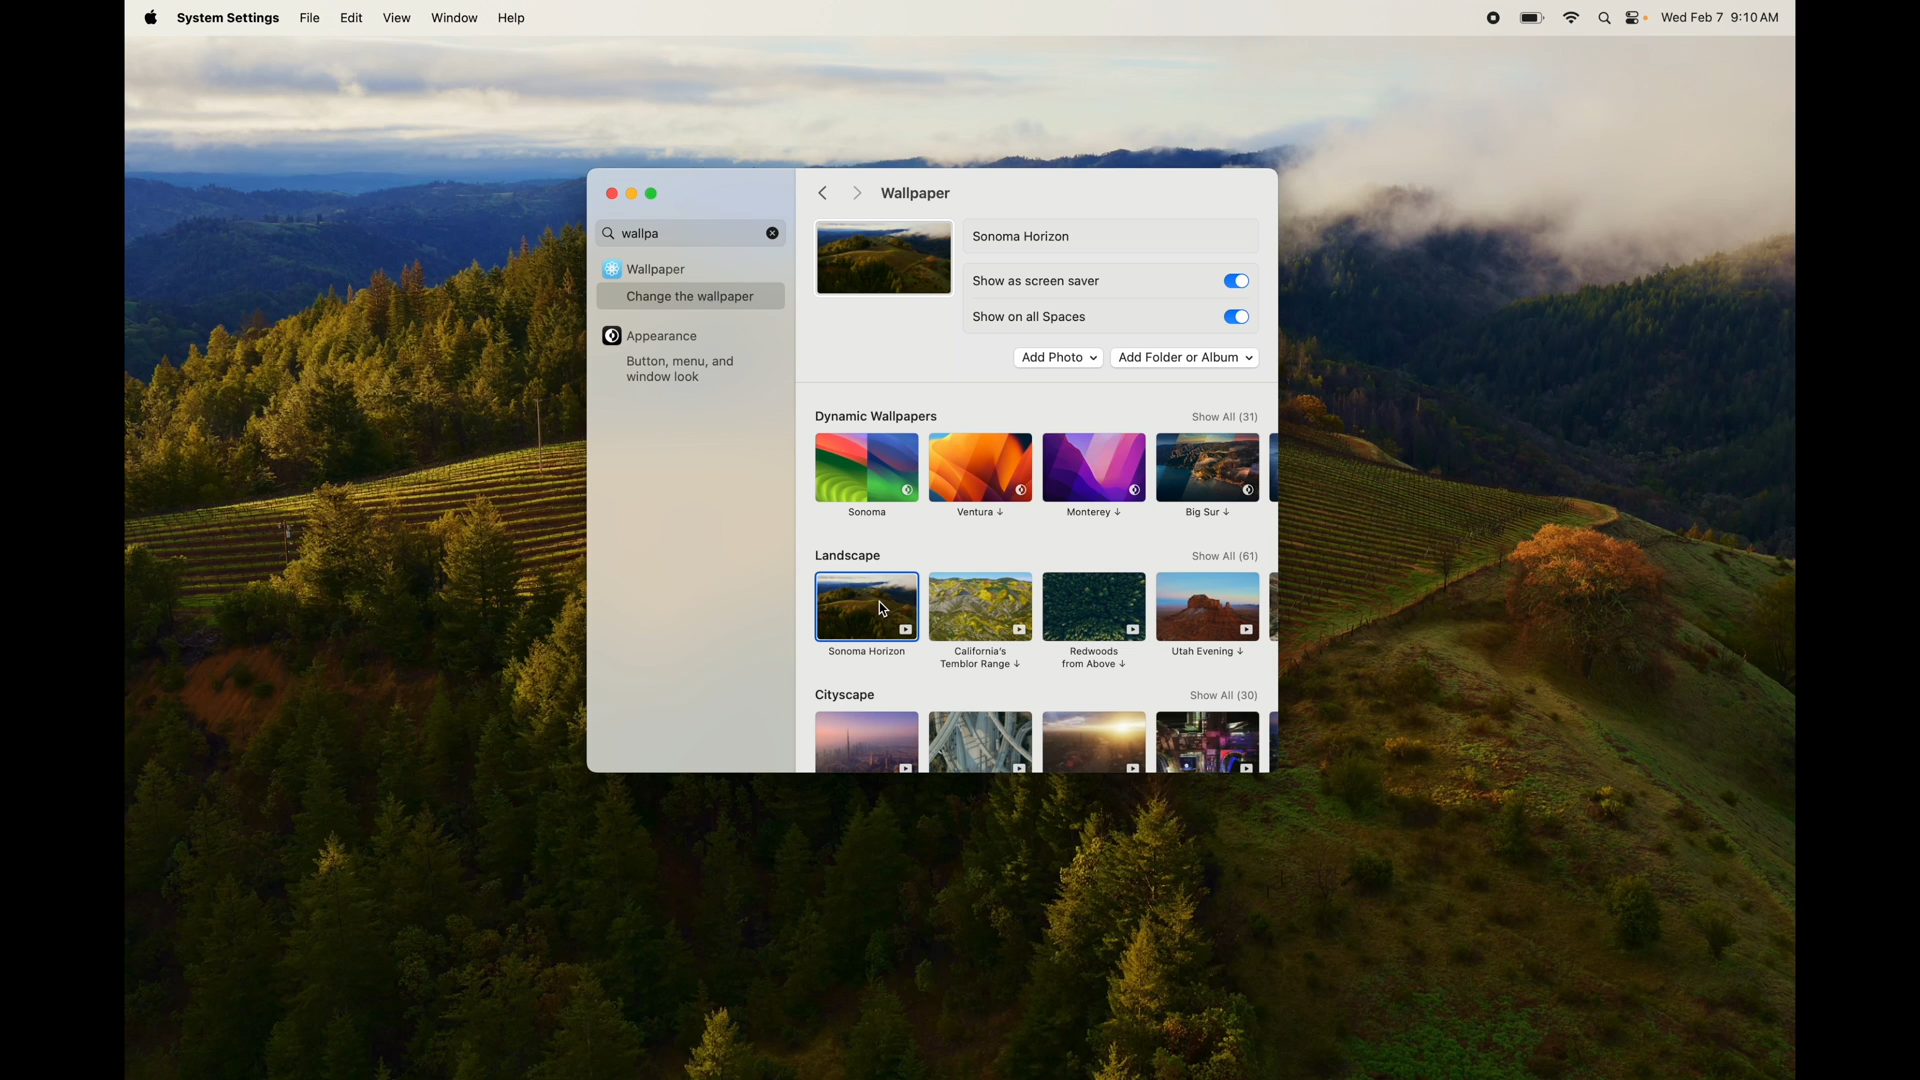 System Settings File Edit View Window Help Wed Feb 7 9:10 AM
wallpa
Wallpaper
Change the wallpaper
Appearance
Button, menu, and
window look
Wallpaper
Sonoma Horizon
Show as screen saver
Show on all Spaces
Add Photo Add Folder or Album
Dynamic Wallpapers Show All (31)
Sonoma Ventura ↓ Monterey ↓ Big Sur ↓
Landscape Show All (61)
Sonoma Horizon California's Redwoods Utah Evening ↓
Temblor Range ↓ from Above ↓
Cityscape Show All (30)